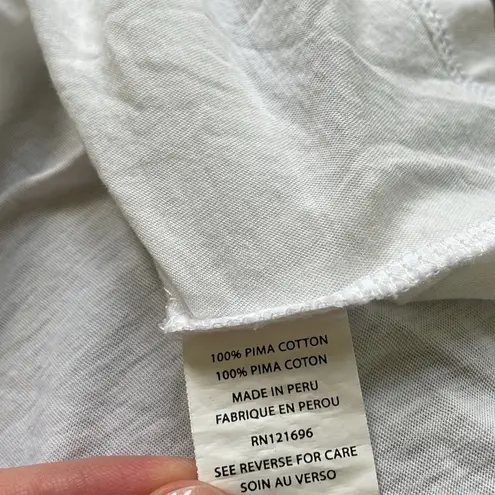 100% PIMA COTTON
100% PIMA COTON
MADE IN PERU
FABRIQUE EN PEROU
RN121696
SEE REVERSE FOR CARE
SOIN AU VERSO